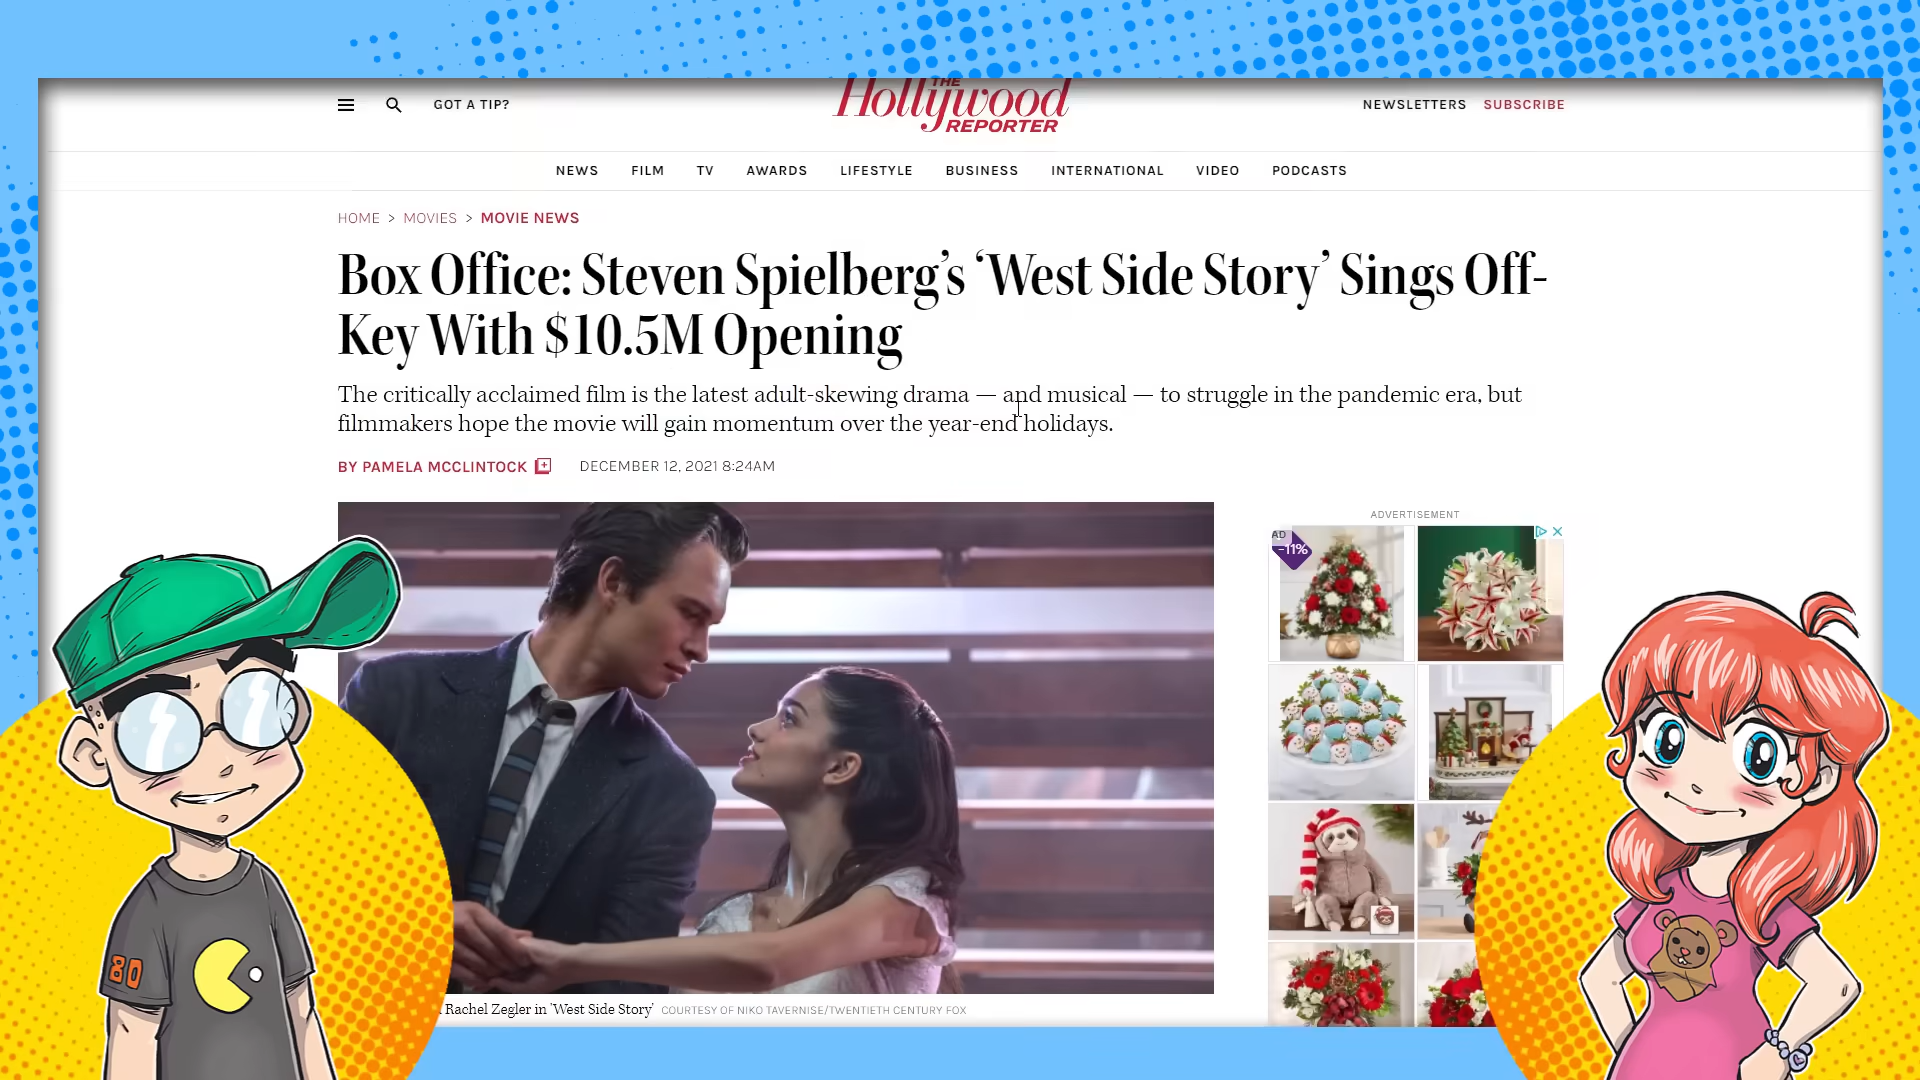 THE
Hollywood
REPORTER
GOT A TIP?
NEWSLETTERS SUBSCRIBE
NEWS FILM TV AWARDS LIFESTYLE BUSINESS INTERNATIONAL VIDEO PODCASTS
HOME > MOVIES > MOVIE NEWS
Box Office: Steven Spielberg’s ‘West Side Story’ Sings Off-
Key With $10.5M Opening
The critically acclaimed film is the latest adult-skewing drama — and musical — to struggle in the pandemic era, but
filmmakers hope the movie will gain momentum over the year-end holidays.
BY PAMELA MCCLINTOCK DECEMBER 12, 2021 8:24AM
ADVERTISEMENT
AD
-11%
80
Rachel Zegler in 'West Side Story' COURTESY OF NIKO TAVERNISE/TWENTIETH CENTURY FOX